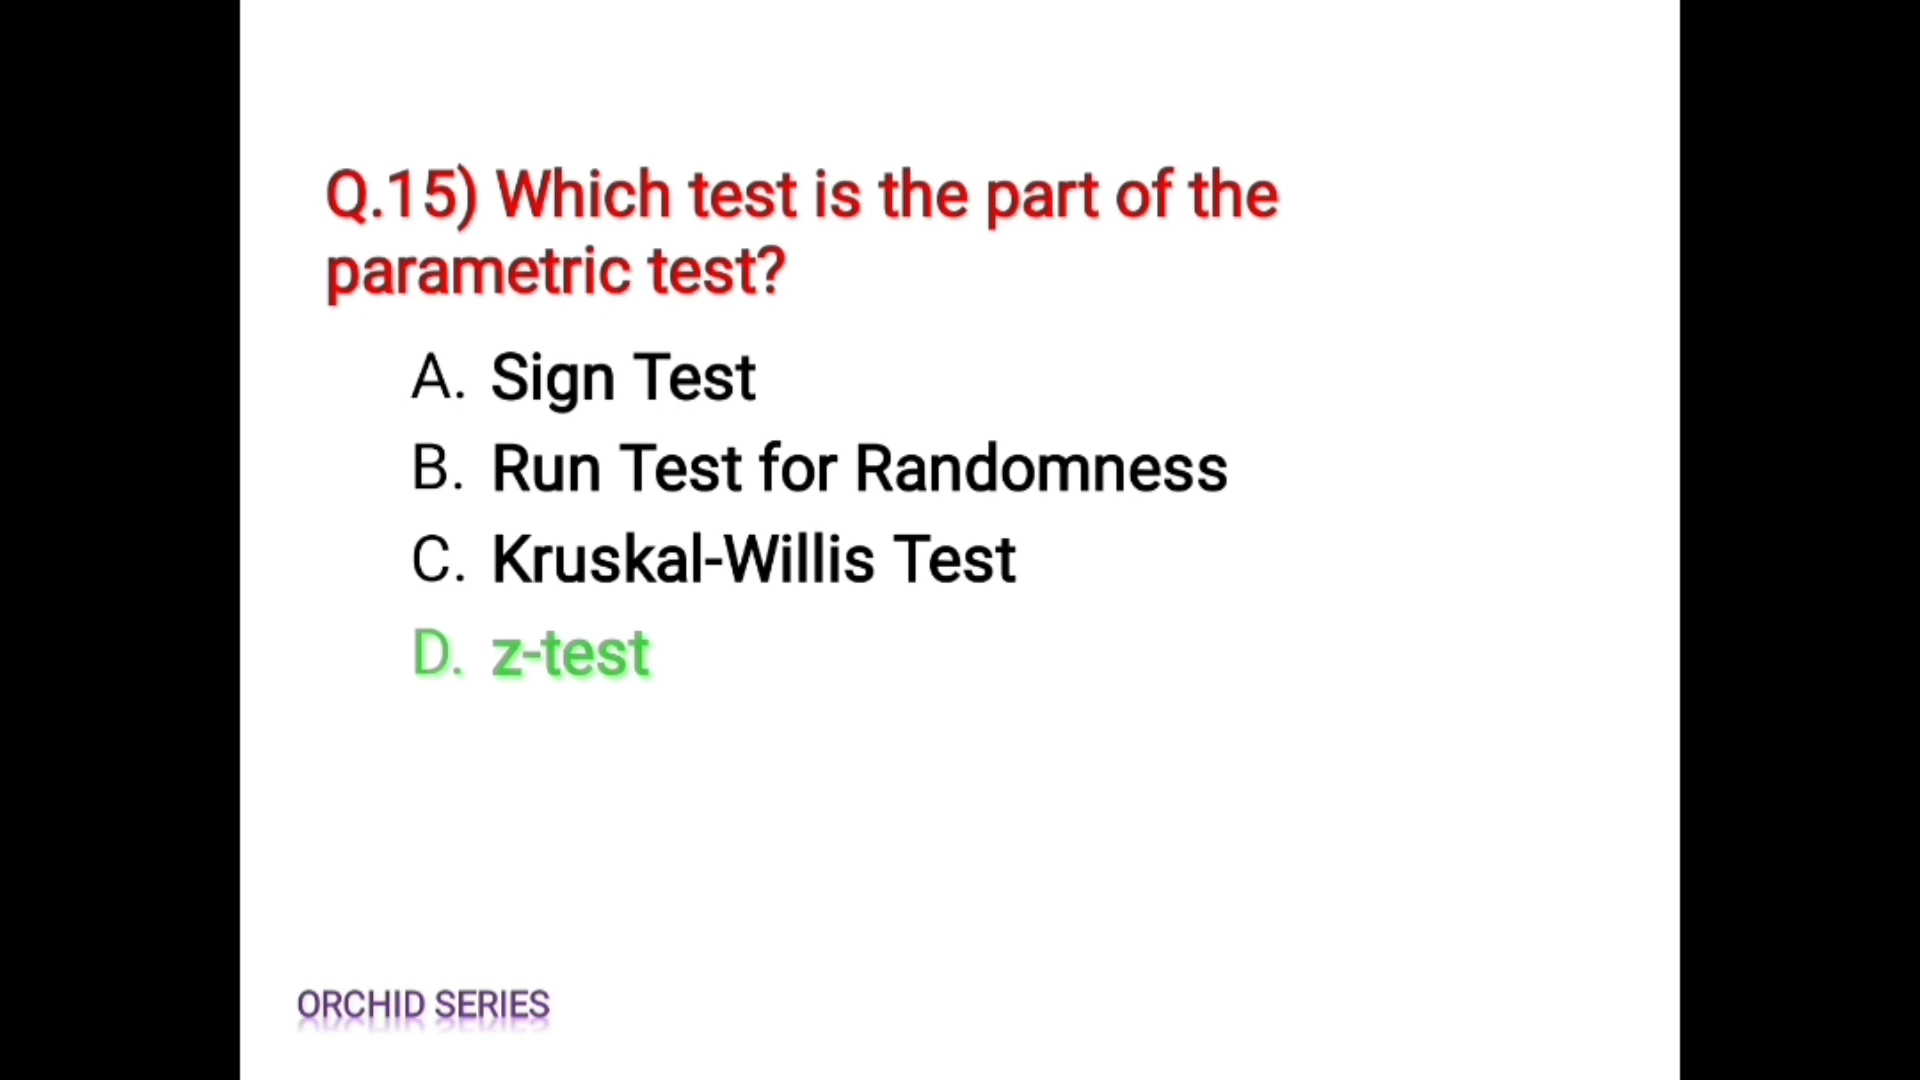 Q.15) Which test is the part of the
parametric test?
A. Sign Test
B. Run Test for Randomness
C. Kruskal-Willis Test
D. z-test
ORCHID SERIES